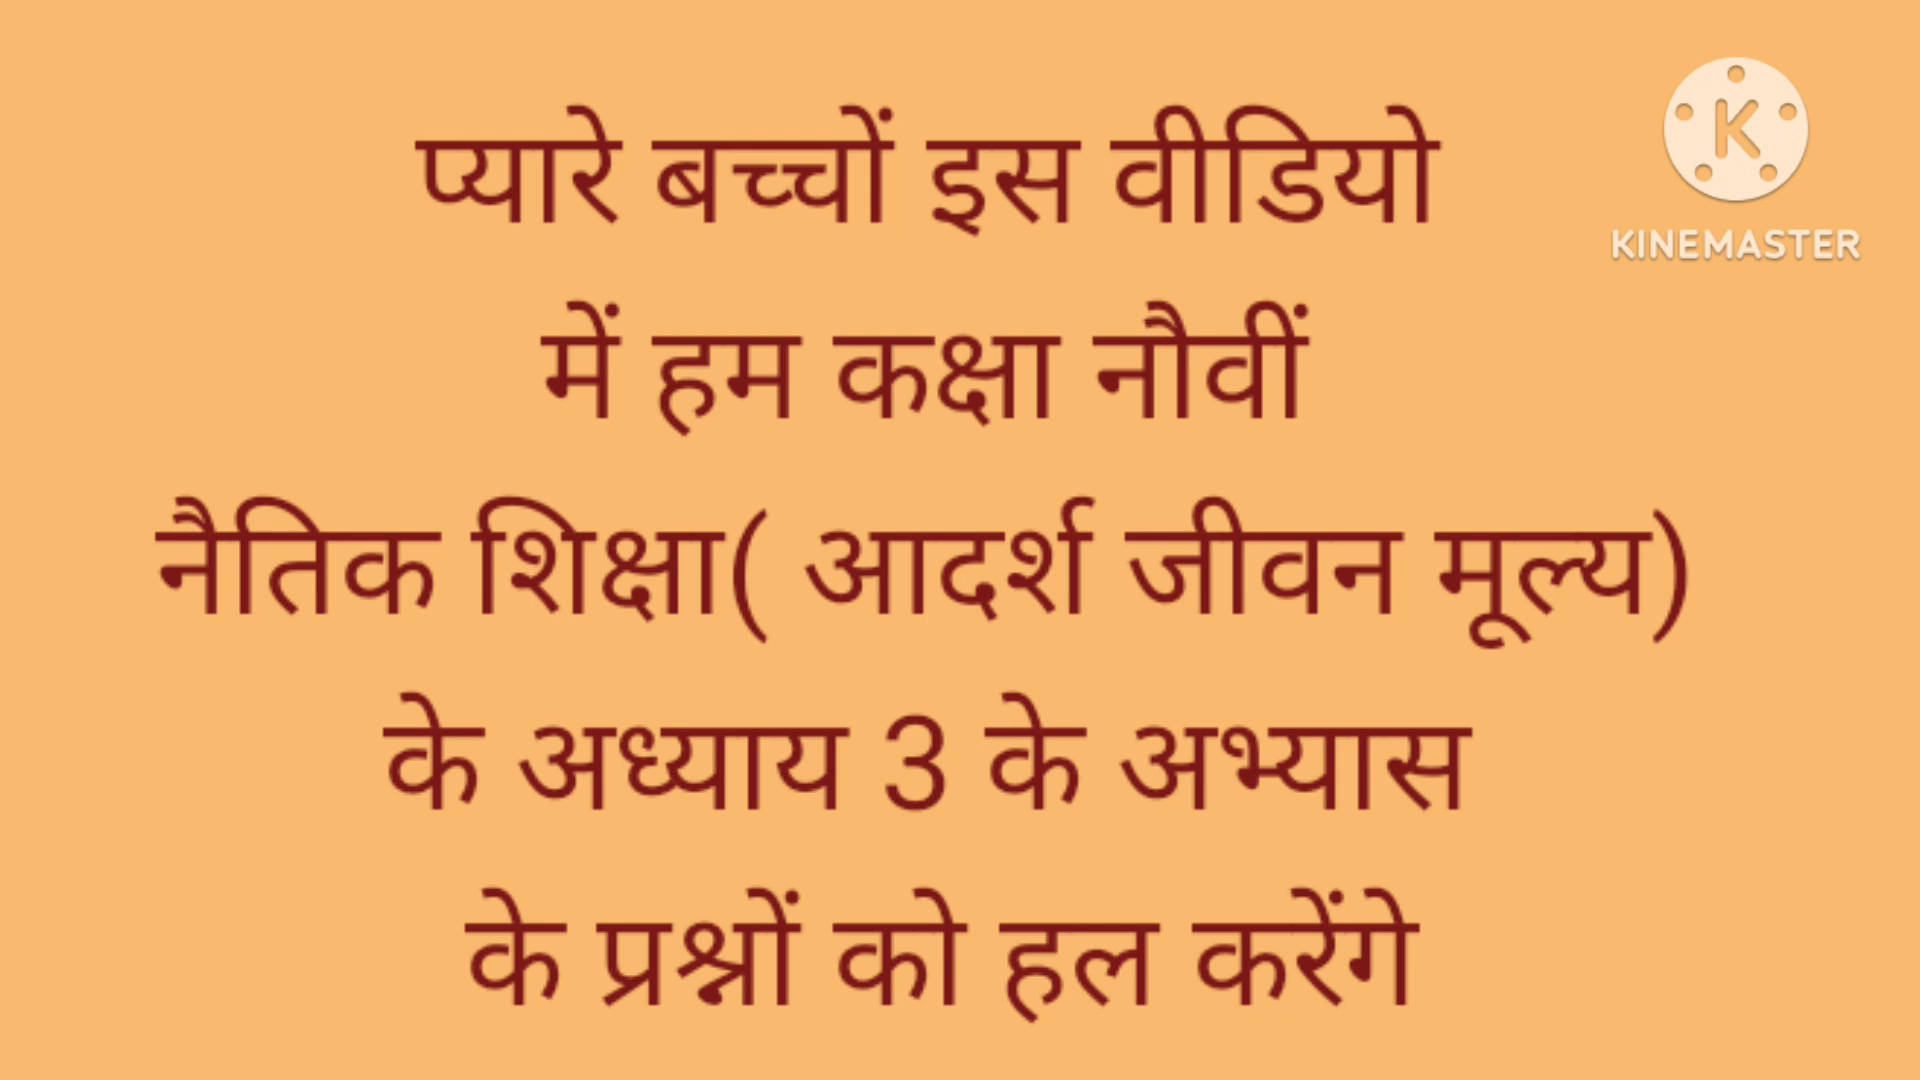 प्यारे बच्चों इस वीडियो
में हम कक्षा नौवीं
नैतिक शिक्षा( आदर्श जीवन मूल्य)
के अध्याय 3 के अभ्यास
के प्रश्नों को हल करेंगे
K
KINEMASTER